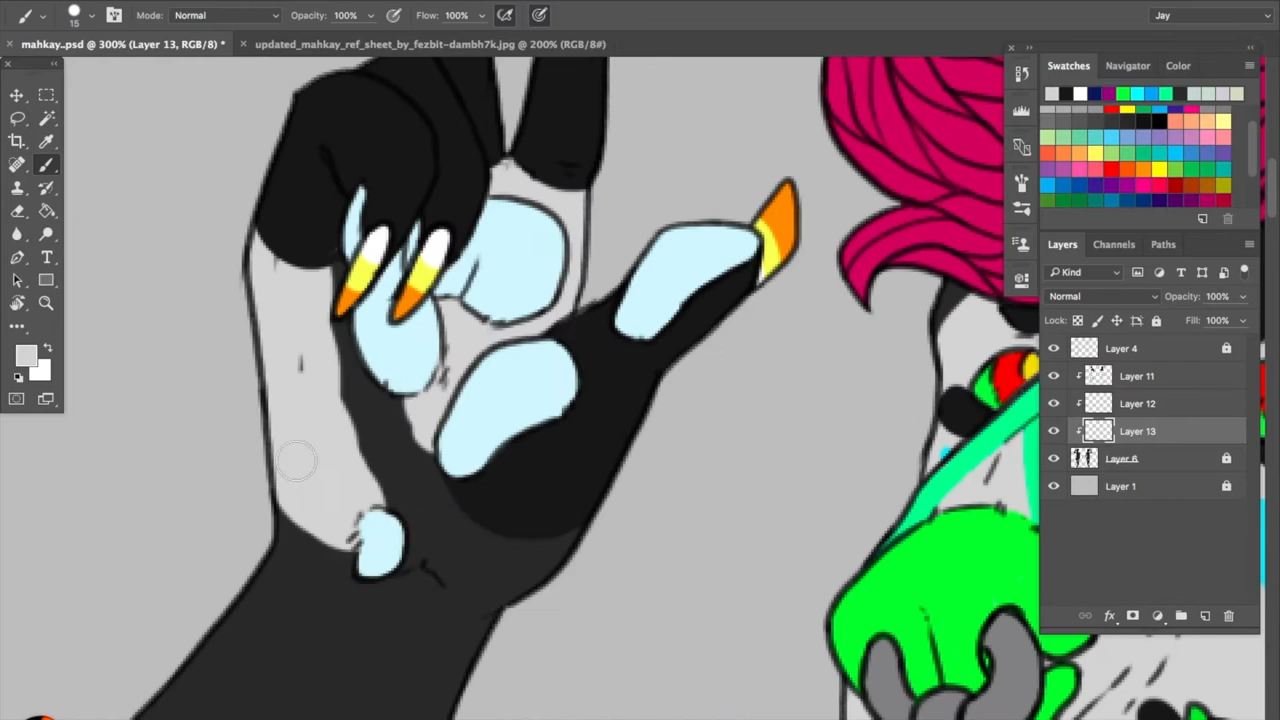 15 Mode: Normal Opacity: 100% Flow: 100% Jay
mahkay..psd @ 300% (Layer 13, RGB/8) * updated_mahkay_ref_sheet_by_fezbit-dambh7k.jpg @ 200% (RGB/8#)
Swatches Navigator Color
Layers Channels Paths
Kind
Normal Opacity: 100%
Lock: Fill: 100%
Layer 4
Layer 11
Layer 12
Layer 13
Layer 6
Layer 1